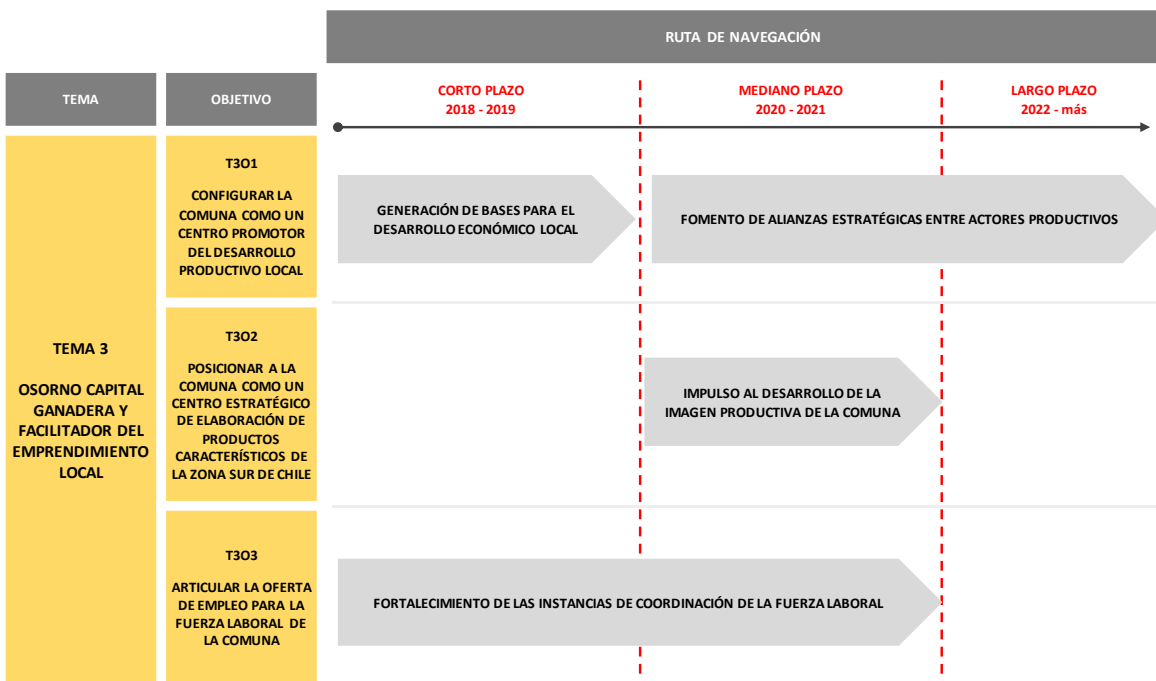 RUTA DE NAVEGACIÓN
TEMA
OBJETIVO
CORTO PLAZO
2018 - 2019
MEDIANO PLAZO
2020 - 2021
LARGO PLAZO
2022 - más
TEMA 3
OSORNO CAPITAL
GANADERA Y
FACILITADOR DEL
EMPRENDIMIENTO
LOCAL
T3O1
CONFIGURAR LA
COMUNA COMO UN
CENTRO PROMOTOR
DEL DESARROLLO
PRODUCTIVO LOCAL
GENERACIÓN DE BASES PARA EL
DESARROLLO ECONÓMICO LOCAL
FOMENTO DE ALIANZAS ESTRATÉGICAS ENTRE ACTORES PRODUCTIVOS
T3O2
POSICIONAR A LA
COMUNA COMO UN
CENTRO ESTRATÉGICO
DE ELABORACIÓN DE
PRODUCTOS
CARACTERÍSTICOS DE
LA ZONA SUR DE CHILE
IMPULSO AL DESARROLLO DE LA
IMAGEN PRODUCTIVA DE LA COMUNA
T3O3
ARTICULAR LA OFERTA
DE EMPLEO PARA LA
FUERZA LABORAL DE
LA COMUNA
FORTALECIMIENTO DE LAS INSTANCIAS DE COORDINACIÓN DE LA FUERZA LABORAL